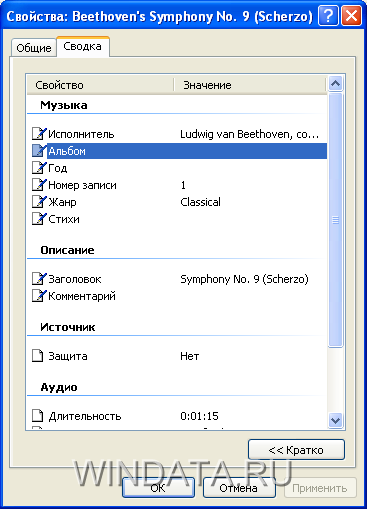 Свойства: Beethoven's Symphony No. 9 (Scherzo)
Общие Сводка
Свойство Значение
Музыка
Исполнитель Ludwig van Beethoven, co...
Альбом
Год
Номер записи 1
Жанр Classical
Стихи
Описание
Заголовок Symphony No. 9 (Scherzo)
Комментарий
Источник
Защита Нет
Аудио
Длительность 0:01:15
<< Кратко
WINDATA.RU
OK Отмена Применить